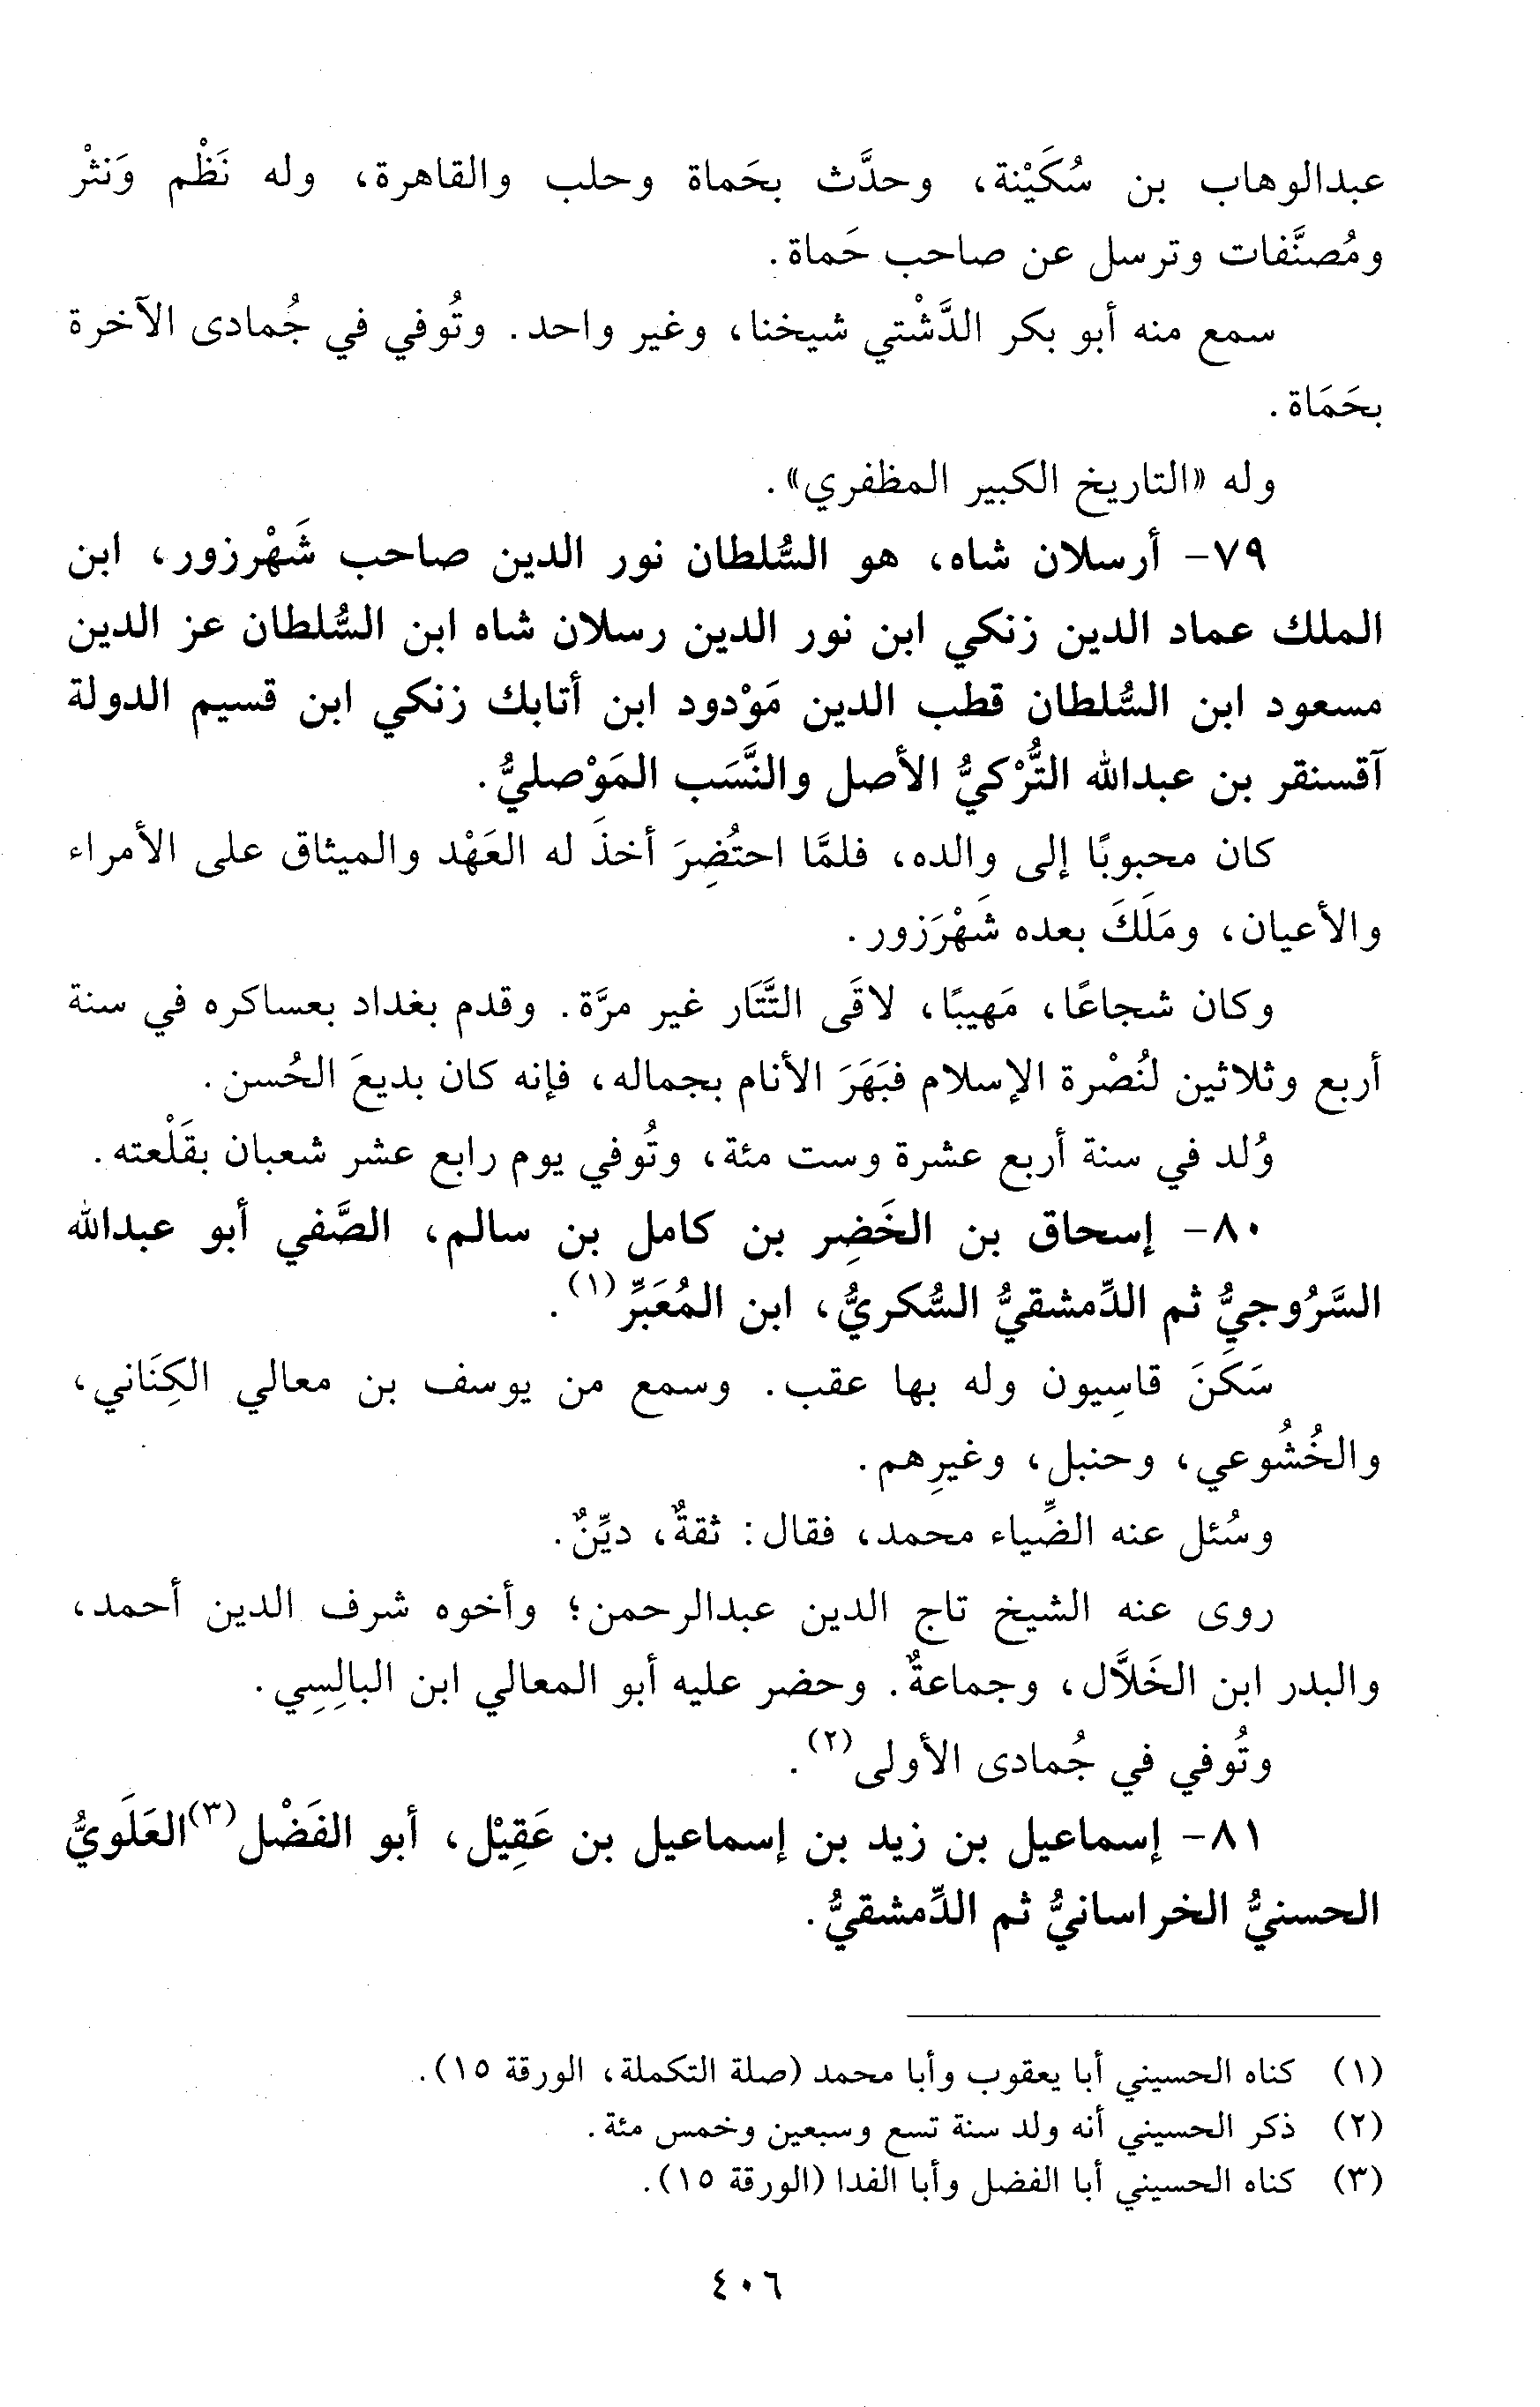 عبدالوهاب بن سُكَيْنة، وحدَّث بحَماة وحلب والقاهرة، وله نَظْم وَنثْر
ومُصنَّفات وترسل عن صاحب حَماة.
سمع منه أبو بكر الدَّشْتي شيخنا، وغير واحد. وتُوفي في جُمادى الآخرة
بحَمَاة.
وله «التاريخ الكبير المظفري».
٧٩- أرسلان شاه، هو السُّلطان نور الدين صاحب شَهْرزور، ابن
الملك عماد الدين زنكي ابن نور الدين رسلان شاه ابن السُّلطان عز الدين
مسعود ابن السُّلطان قطب الدين مَوْدود ابن أتابك زنكي ابن قسيم الدولة
آقسنقر بن عبدالله التُّرْكيُّ الأصل والنَّسَب المَوْصليُّ.
كان محبوبًا إلى والده، فلمَّا احتُضِرَ أخذَ له العَهْد والميثاق على الأمراء
والأعيان، ومَلَكَ بعده شَهْرَزور.
وكان شجاعًا، مَهيبًا، لاقَى التَّتَار غير مرَّة. وقدم بغداد بعساكره في سنة
أربع وثلاثين لنُصْرة الإسلام فبَهَرَ الأنام بجماله، فإنه كان بديعَ الحُسن.
وُلد في سنة أربع عشرة وست مئة، وتُوفي يوم رابع عشر شعبان بقَلْعته.
٨٠- إسحاق بن الخَضِر بن كامل بن سالم، الصَّفي أبو عبدالله
السَّرُوجيُّ ثم الدِّمشقيُّ السُّكريُّ، ابن المُعَبِّر(١).
سَكَنَ قاسِيون وله بها عقب. وسمع من يوسف بن معالي الكِنَاني،
والخُشُوعي، وحنبل، وغيرِهم.
وسُئل عنه الضِّياء محمد، فقال: ثقةٌ، ديِّنٌ.
روى عنه الشيخ تاج الدين عبدالرحمن؛ وأخوه شرف الدين أحمد،
والبدر ابن الخَلاَّل، وجماعةٌ. وحضر عليه أبو المعالي ابن البالِسِي.
وتُوفي في جُمادى الأولى(٢).
٨١- إسماعيل بن زيد بن إسماعيل بن عَقِيْل، أبو الفَضْل(٣) العَلَويُّ
الحسنيُّ الخراسانيُّ ثم الدِّمشقيُّ.
(١) كناه الحسيني أبا يعقوب وأبا محمد (صلة التكملة، الورقة ١٥).
(٢) ذكر الحسيني أنه ولد سنة تسع وسبعين وخمس مئة.
(٣) كناه الحسيني أبا الفضل وأبا الفدا (الورقة ١٥).
٤٠٦